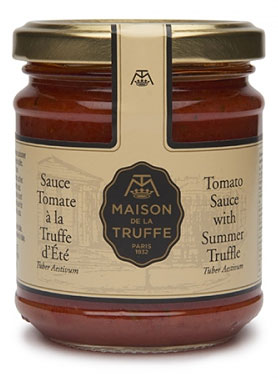 Sauce
Tomate
à la
Truffe
d'Été
Tuber Aestivum
MAISON
DE LA
TRUFFE
PARIS
1932
Tomato
Sauce
with
Summer
Truffle
Tuber Aestivum